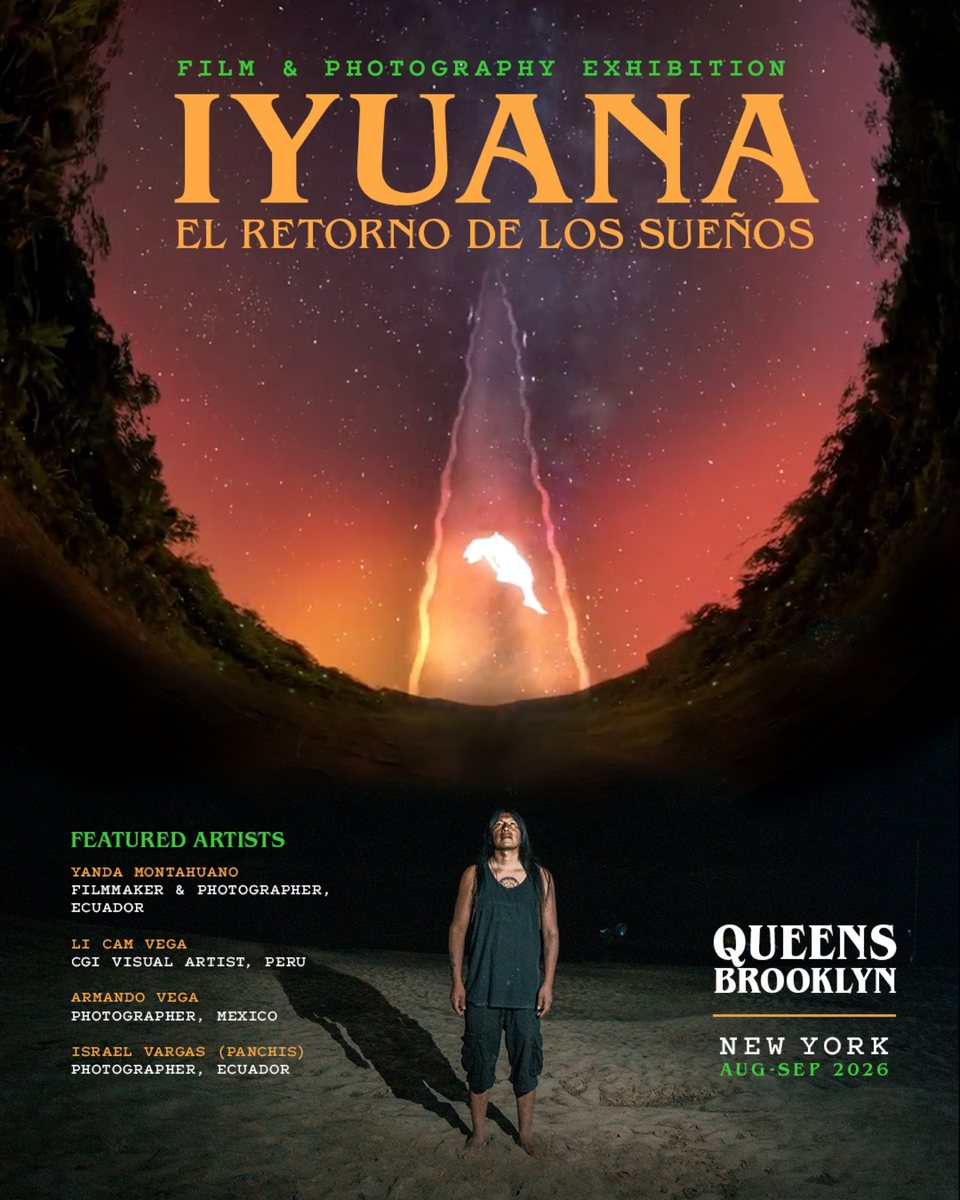 FILM & PHOTOGRAPHY EXHIBITION
IYUANA
EL RETORNO DE LOS SUEÑOS
FEATURED ARTISTS
YANDA MONTAHUANO
FILMMAKER & PHOTOGRAPHER,
ECUADOR
LI CAM VEGA
CGI VISUAL ARTIST, PERU
ARMANDO VEGA
PHOTOGRAPHER, MEXICO
ISRAEL VARGAS (PANCHIS)
PHOTOGRAPHER, ECUADOR
QUEENS
BROOKLYN
NEW YORK
AUG-SEP 2026